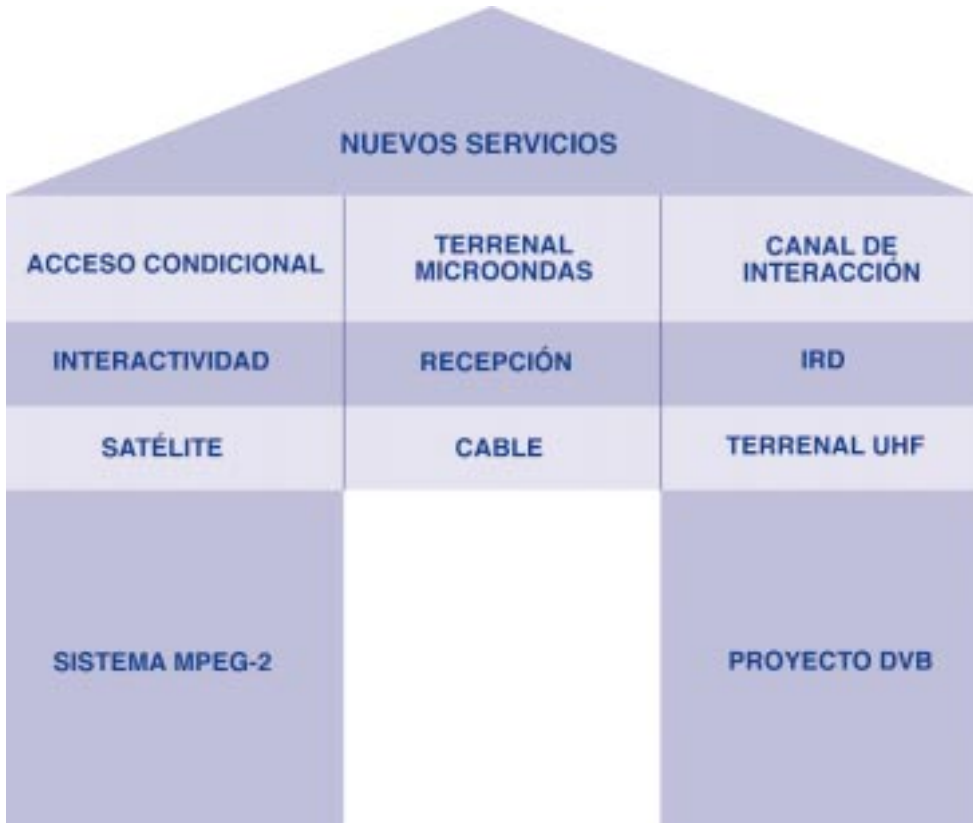 NUEVOS SERVICIOS
ACCESO CONDICIONAL
TERRENAL
MICROONDAS
CANAL DE
INTERACCIÓN
INTERACTIVIDAD
RECEPCIÓN
IRD
SATÉLITE
CABLE
TERRENAL UHF
SISTEMA MPEG-2
PROYECTO DVB